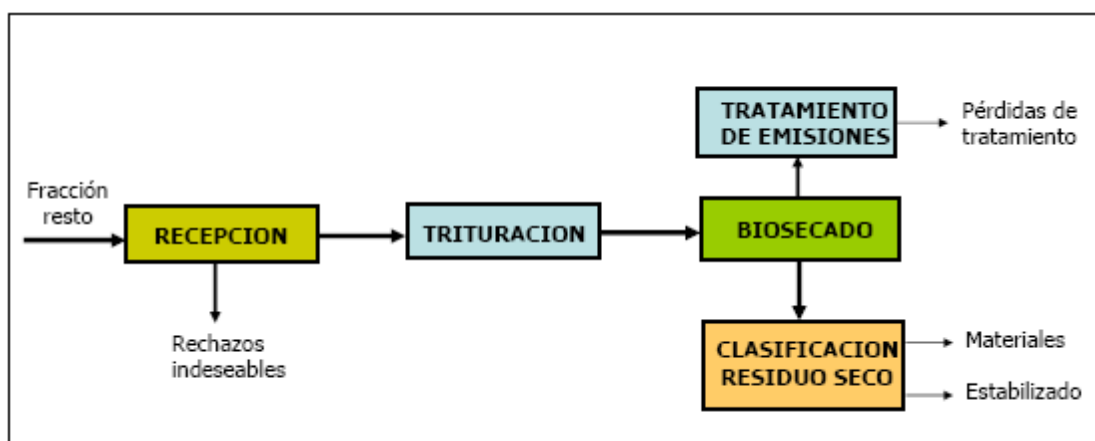 TRATAMIENTO
DE EMISIONES
Pérdidas de
tratamiento
Fracción
resto
RECEPCION
TRITURACION
BIOSECADO
Rechazos
indeseables
CLASIFICACION
RESIDUO SECO
Materiales
Estabilizado